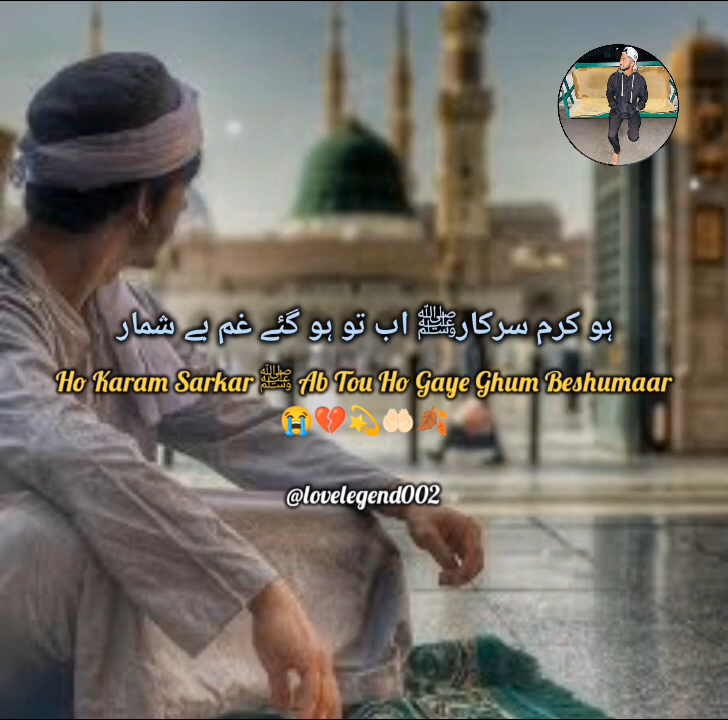 ہو کرم سرکارﷺ اب تو ہو گئے غم بے شمار
Ho Karam Sarkar ﷺ Ab Tou Ho Gaye Ghum Beshumaar
😭💔💫🤲🏻🍂
@lovelegend002